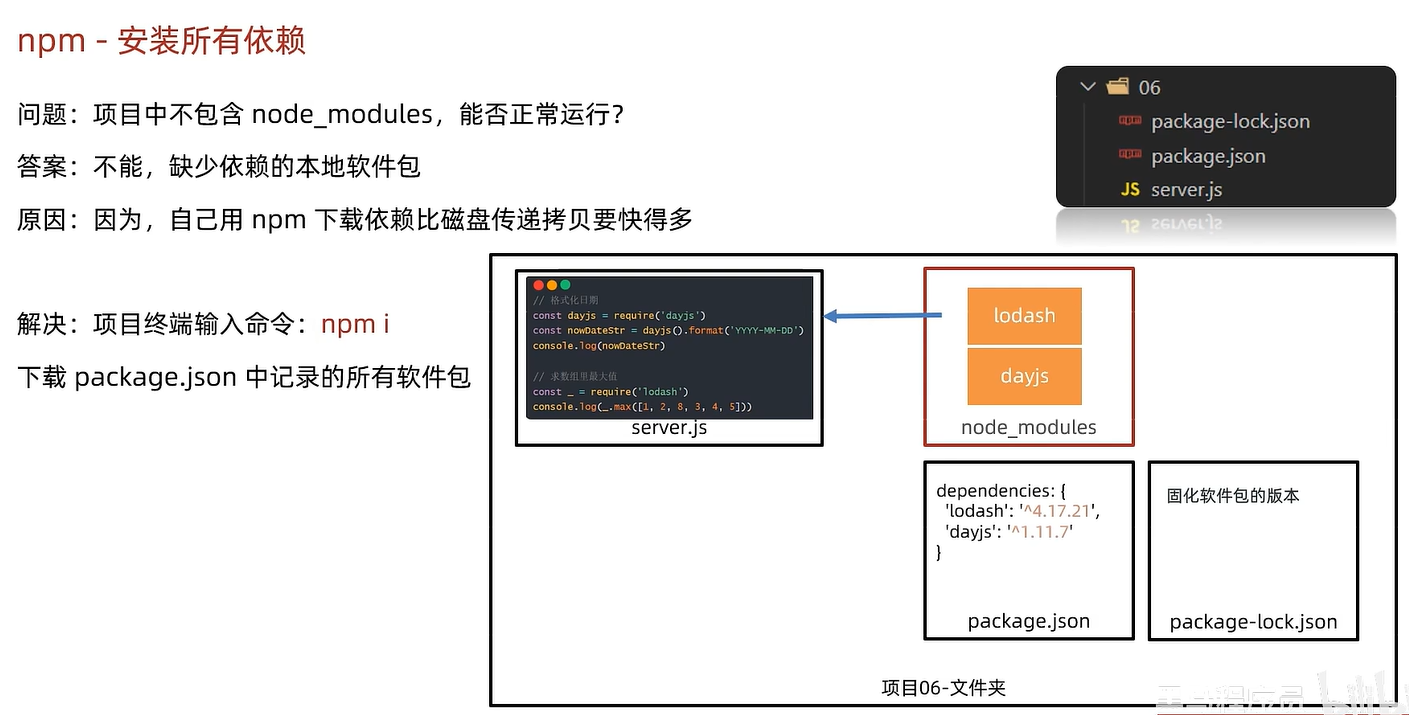 npm - 安装所有依赖
问题：项目中不包含 node_modules，能否正常运行？
答案：不能，缺少依赖的本地软件包
原因：因为，自己用 npm 下载依赖比磁盘传递拷贝要快得多
解决：项目终端输入命令：npm i
下载 package.json 中记录的所有软件包
06
package-lock.json
package.json
JS server.js
// 格式化日期
const dayjs = require('dayjs')
const nowDateStr = dayjs().format('YYYY-MM-DD')
console.log(nowDateStr)
// 求数组里最大值
const _ = require('lodash')
console.log(_.max([1, 2, 8, 3, 4, 5]))
server.js
lodash
dayjs
node_modules
dependencies: {
'lodash': '^4.17.21',
'dayjs': '^1.11.7'
}
package.json
固化软件包的版本
package-lock.json
项目06-文件夹